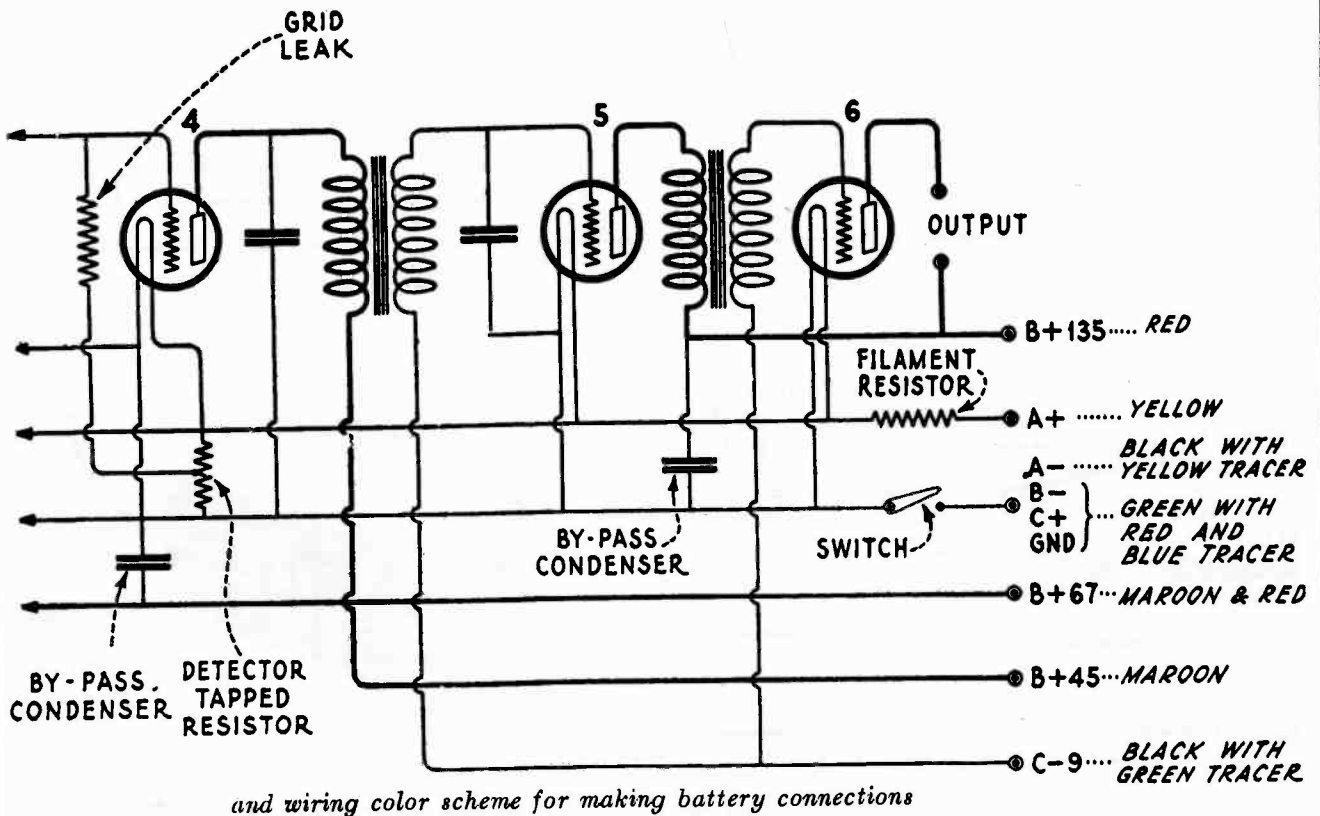 GRID
LEAK
4
5
6
OUTPUT
B+135..... RED
FILAMENT
RESISTOR
A+ ....... YELLOW
A- ...... BLACK WITH
YELLOW TRACER
B-
C+
GND
... GREEN WITH
RED AND
BLUE TRACER
BY-PASS
CONDENSER
SWITCH
B+67...MAROON & RED
BY-PASS.
CONDENSER
DETECTOR
TAPPED
RESISTOR
B+45...MAROON
C-9.... BLACK WITH
GREEN TRACER
and wiring color scheme for making battery connections